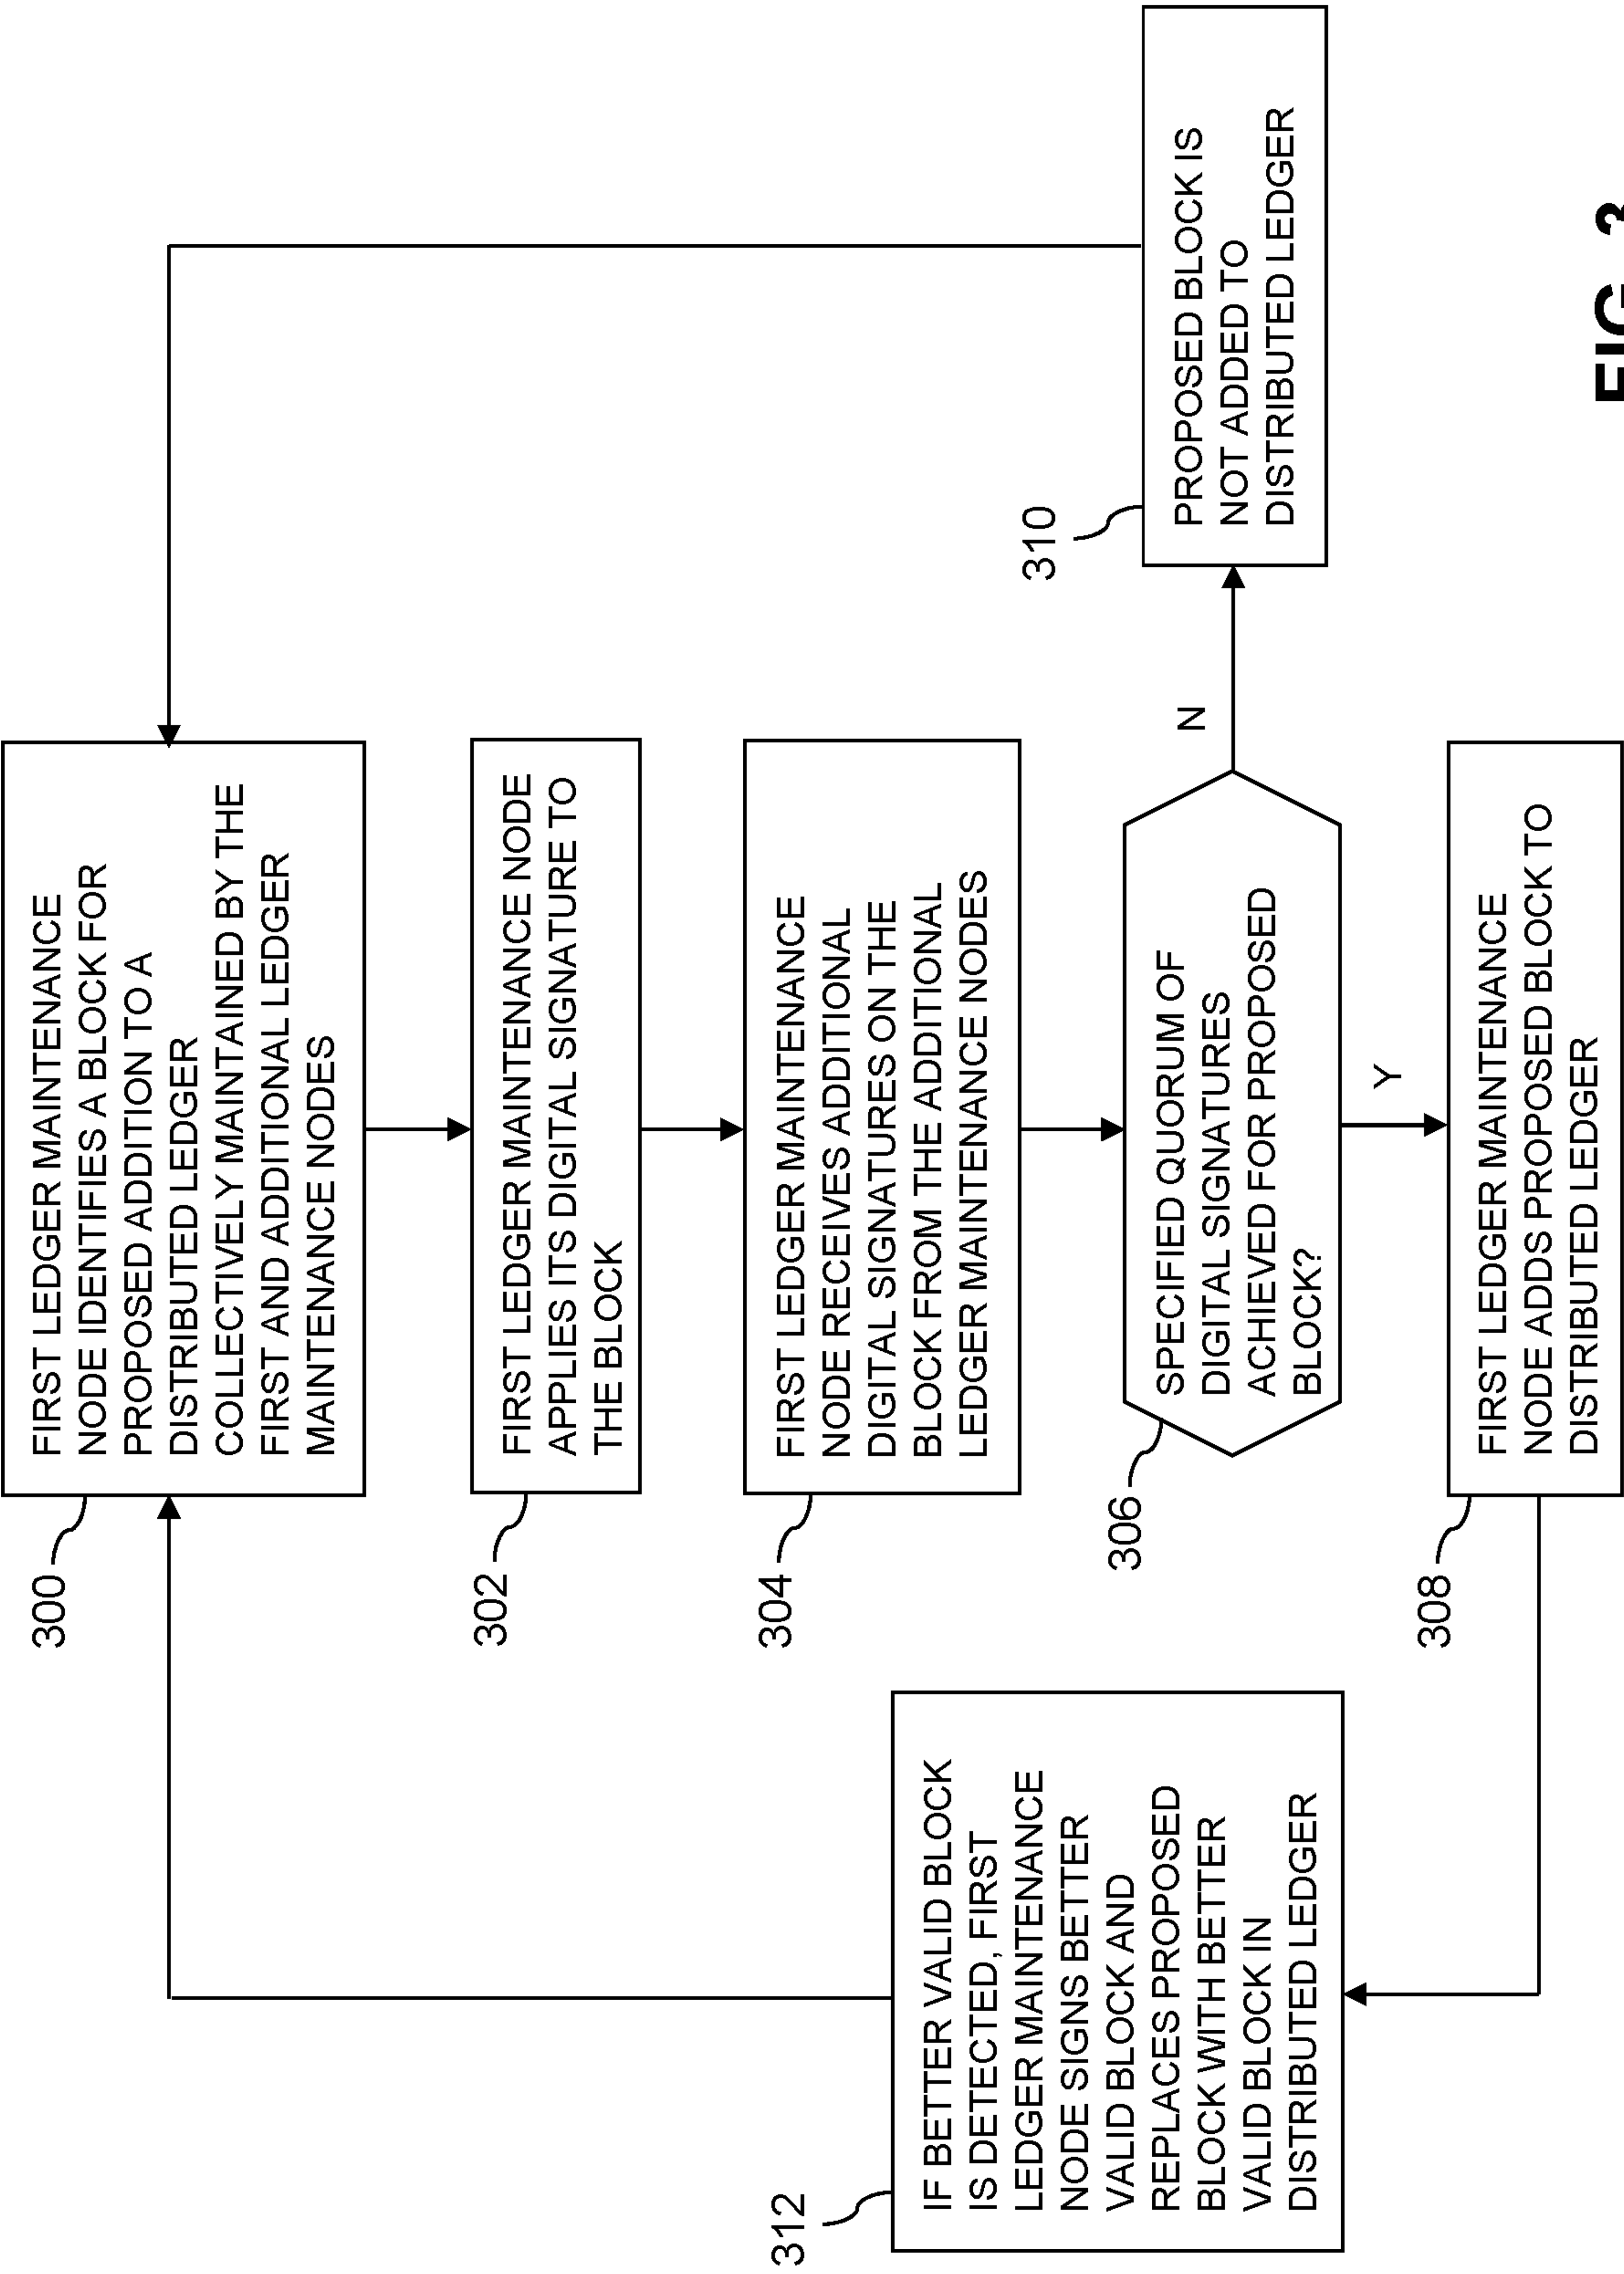 300
FIRST LEDGER MAINTENANCE
NODE IDENTIFIES A BLOCK FOR
PROPOSED ADDITION TO A
DISTRIBUTED LEDGER
COLLECTIVELY MAINTAINED BY THE
FIRST AND ADDITIONAL LEDGER
MAINTENANCE NODES
302
FIRST LEDGER MAINTENANCE NODE
APPLIES ITS DIGITAL SIGNATURE TO
THE BLOCK
304
FIRST LEDGER MAINTENANCE
NODE RECEIVES ADDITIONAL
DIGITAL SIGNATURES ON THE
BLOCK FROM THE ADDITIONAL
LEDGER MAINTENANCE NODES
306
SPECIFIED QUORUM OF
DIGITAL SIGNATURES
ACHIEVED FOR PROPOSED
BLOCK?
N
310
PROPOSED BLOCK IS
NOT ADDED TO
DISTRIBUTED LEDGER
Y
308
FIRST LEDGER MAINTENANCE
NODE ADDS PROPOSED BLOCK TO
DISTRIBUTED LEDGER
312
IF BETTER VALID BLOCK
IS DETECTED, FIRST
LEDGER MAINTENANCE
NODE SIGNS BETTER
VALID BLOCK AND
REPLACES PROPOSED
BLOCK WITH BETTER
VALID BLOCK IN
DISTRIBUTED LEDGER
FIG. 3